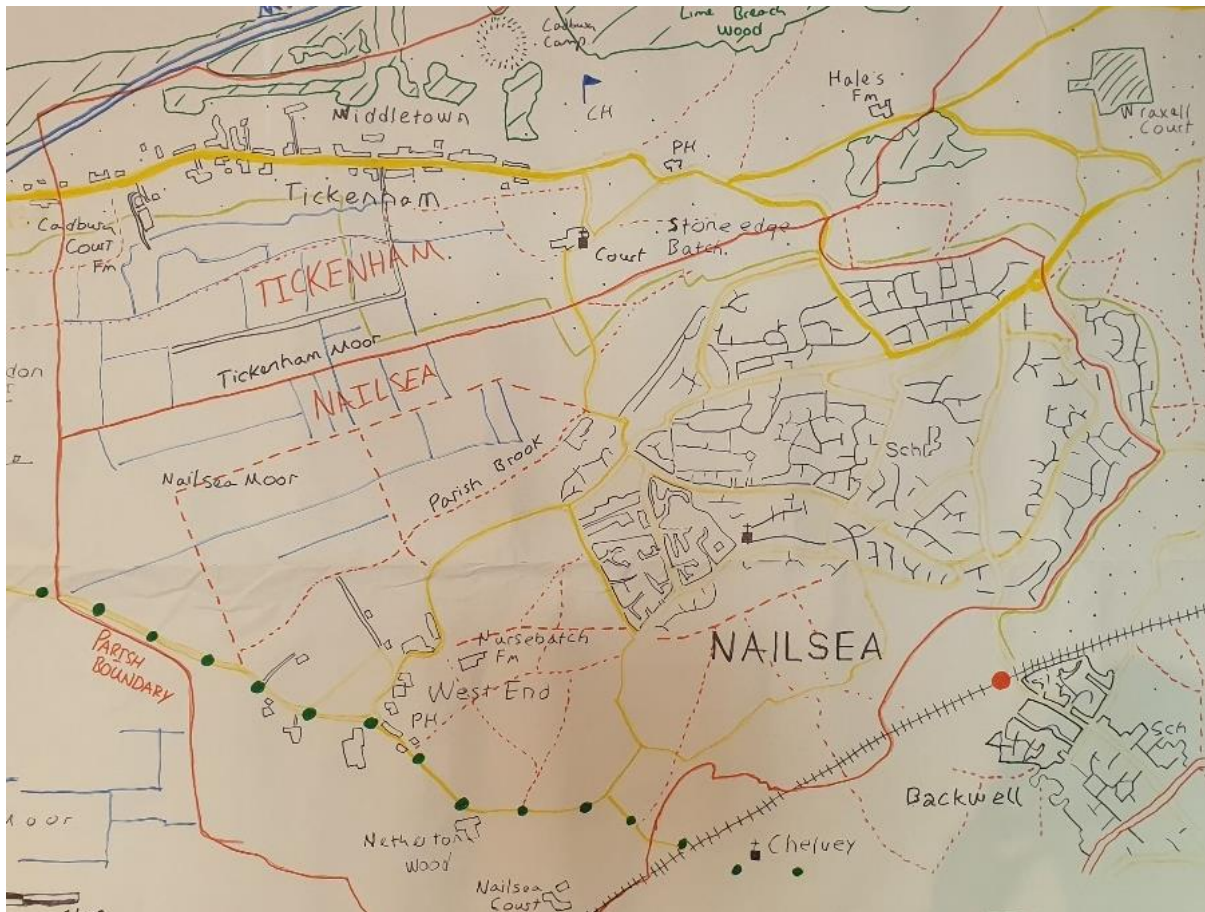 M
Cadbury
Camp
Lime Breach
Wood
CH
Hale's
Fm
Wraxall
Court
Middletown
PH
Tickenham
Cadbury
Court
Fm
Stone edge
Batch.
Court
TICKENHAM
Tickenham Moor
don
NAILSEA
Sch
Nailsea Moor
Parish Brook
Nursebatch
Fm
NAILSEA
PARISH
BOUNDARY
West End
PH
Sch
Backwell
oor
Netherton
Wood
Chelvey
Nailsea
Court